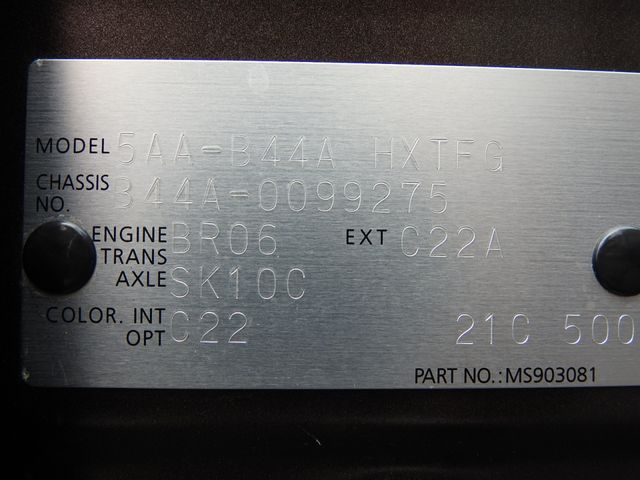 MODEL 5AA-B44A HXTFG
CHASSIS NO. B44A-0099275
ENGINE BR06 EXT C22A
TRANS AXLE SK10C
COLOR. INT C22 21C 500
OPT
PART NO.:MS903081